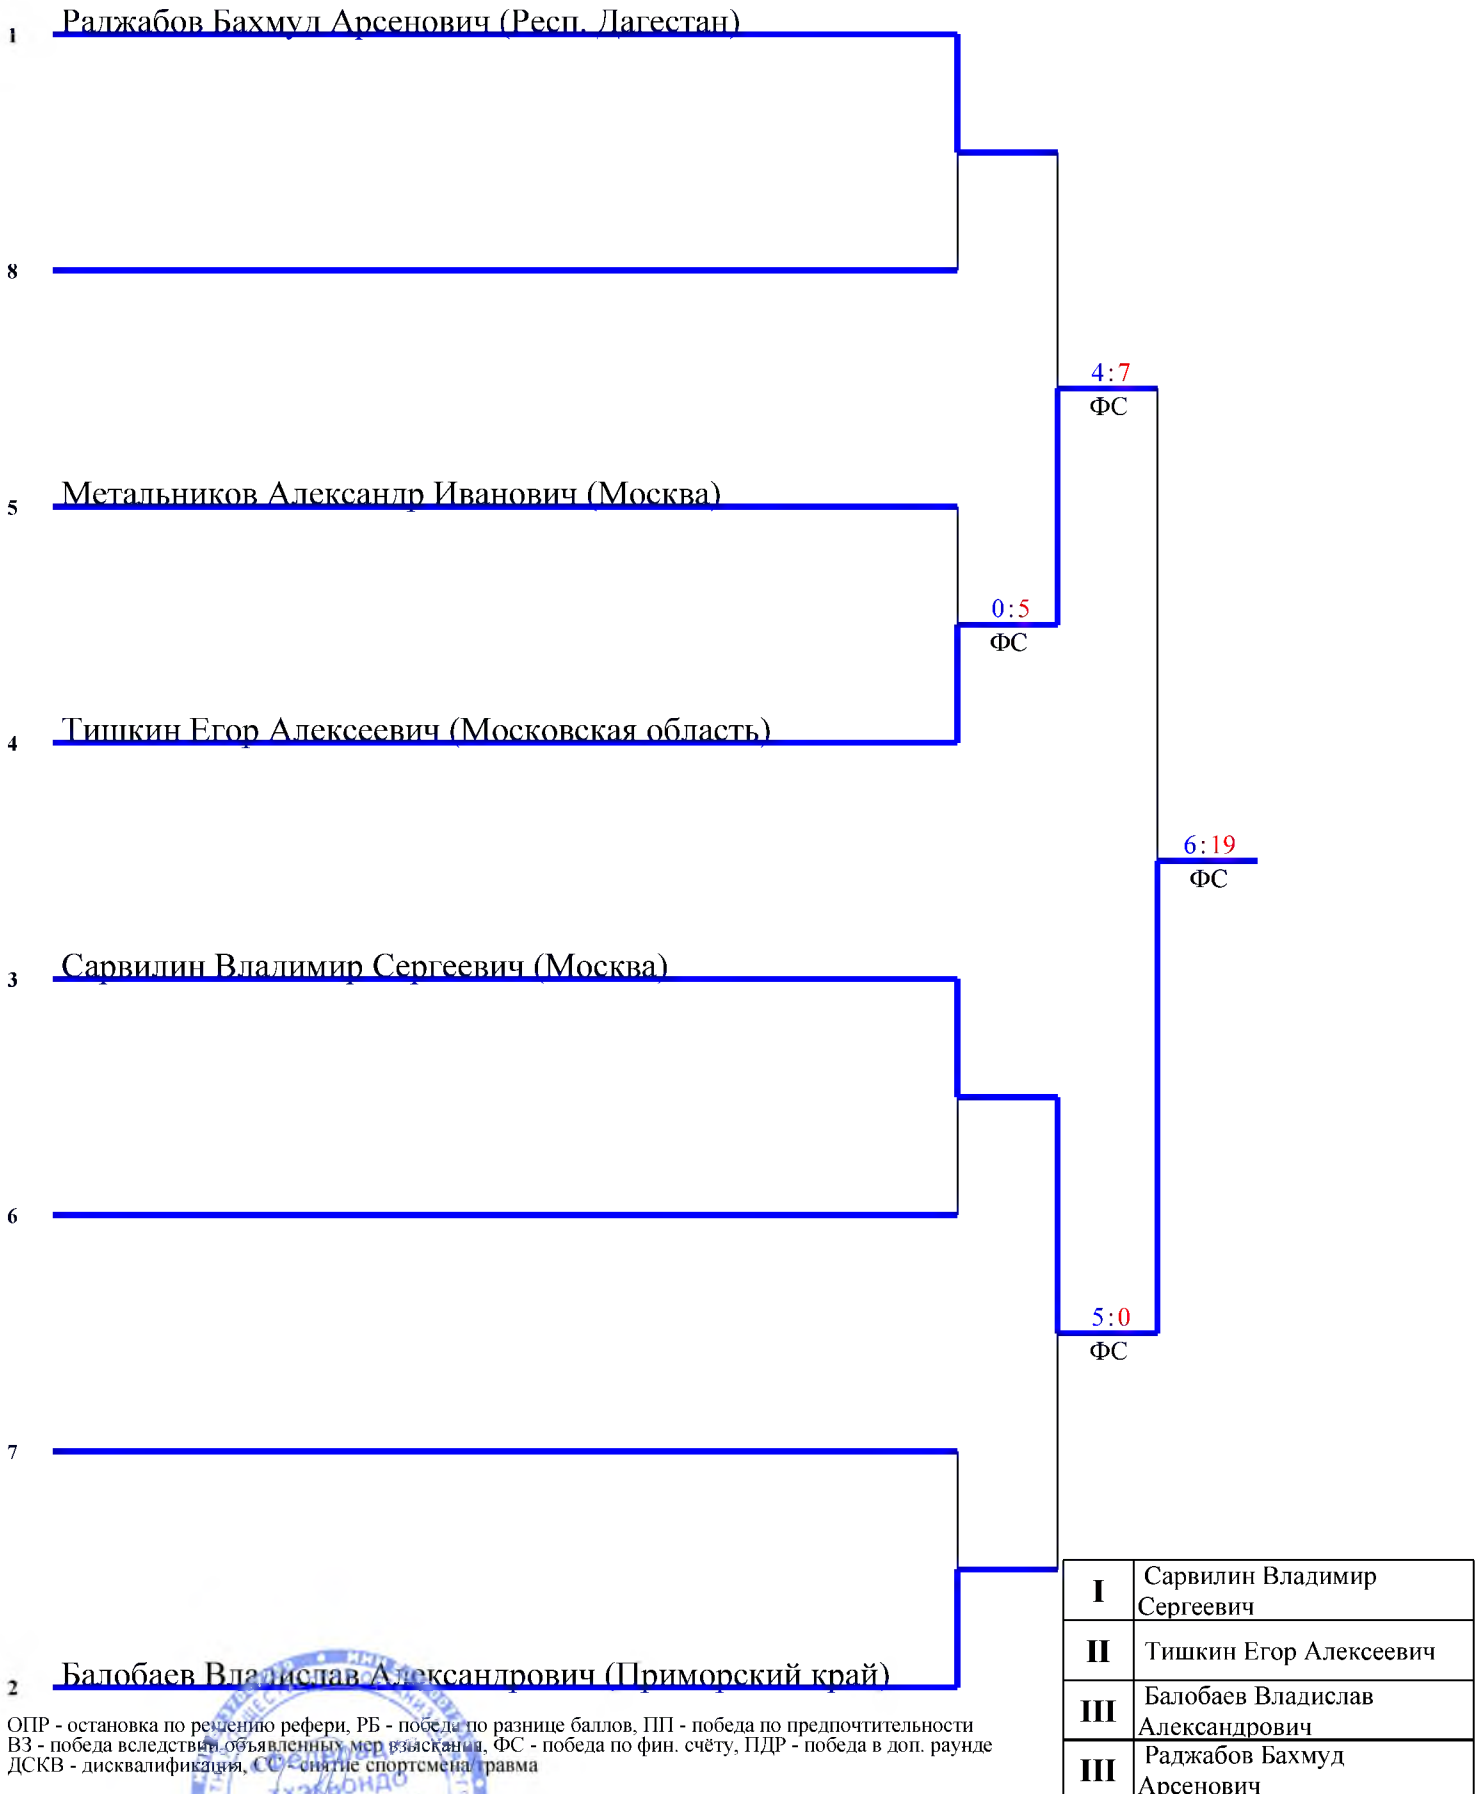 1 Раджабов Бахмуд Арсенович (Респ. Дагестан)
8
4:7
ФС
5 Метальников Александр Иванович (Москва)
0:5
ФС
4 Тишкин Егор Алексеевич (Московская область)
6:19
ФС
3 Сарвилин Владимир Сергеевич (Москва)
6
5:0
ФС
7
2 Балобаев Владислав Александрович (Приморский край)
I Сарвилин Владимир
Сергеевич
II Тишкин Егор Алексеевич
III Балобаев Владислав
Александрович
III Раджабов Бахмуд
Арсенович
ОПР - остановка по решению рефери, РБ - победа по разнице баллов, ПП - победа по предпочтительности
ВЗ - победа вследствии объявленных мер взыскания, ФС - победа по фин. счёту, ПДР - победа в доп. раунде
ДСКВ - дисквалификация, СС - снятие спортсмена/травма